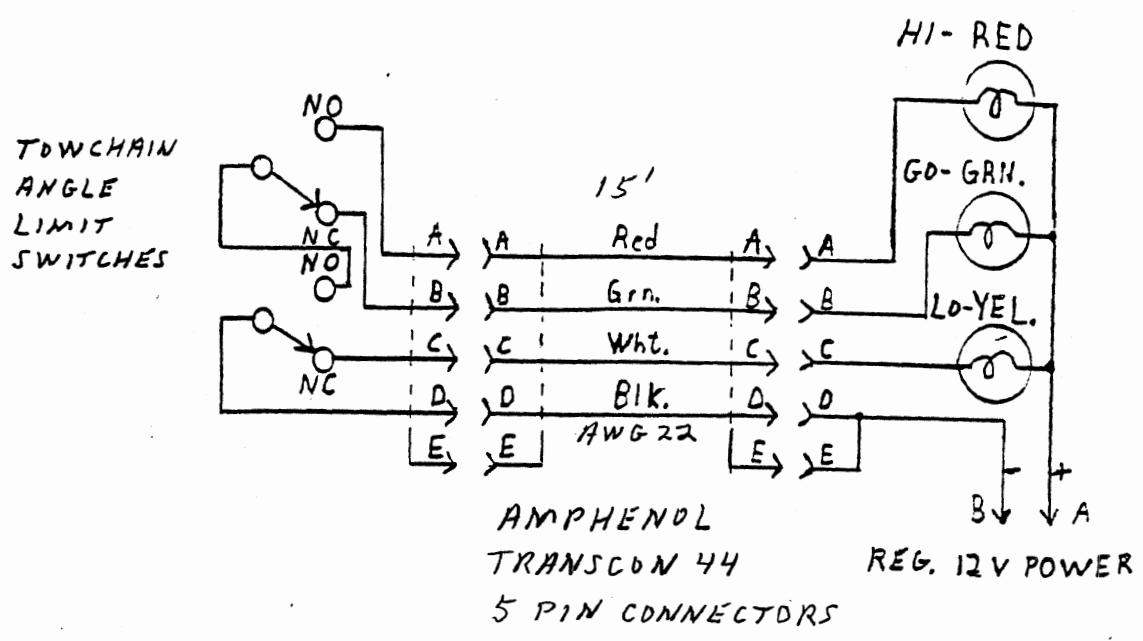 HI- RED
NO
TOWCHAIN
ANGLE
LIMIT
SWITCHES
NC
NO
NC
15'
GO-GRN.
LO-YEL.
A A Red A A
B B Grn. B B
C C Wht. C C
D D Blk. D D
E E AWG 22 E E
- +
B A
AMPHENOL
TRANSCON 44
5 PIN CONNECTORS
REG. 12V POWER